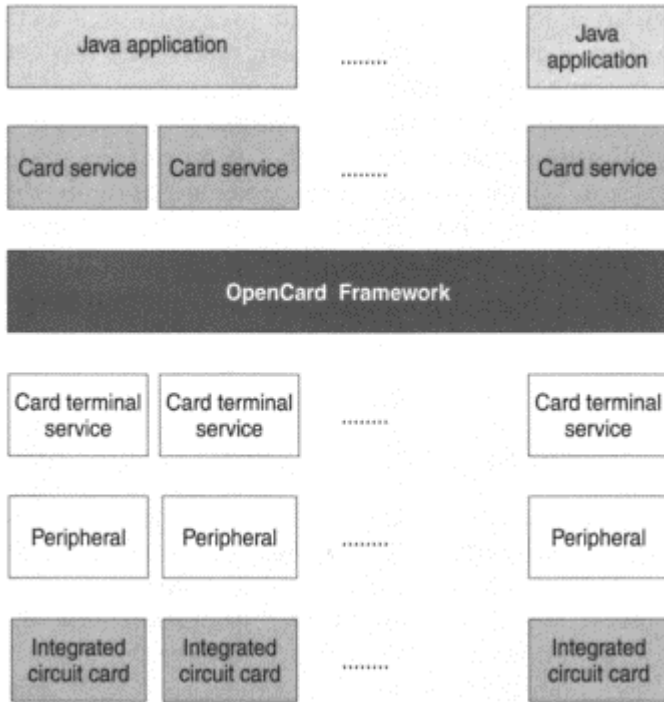 Java application
........
Java
application
Card service
Card service
........
Card service
OpenCard Framework
Card terminal
service
Card terminal
service
........
Card terminal
service
Peripheral
Peripheral
........
Peripheral
Integrated
circuit card
Integrated
circuit card
........
Integrated
circuit card